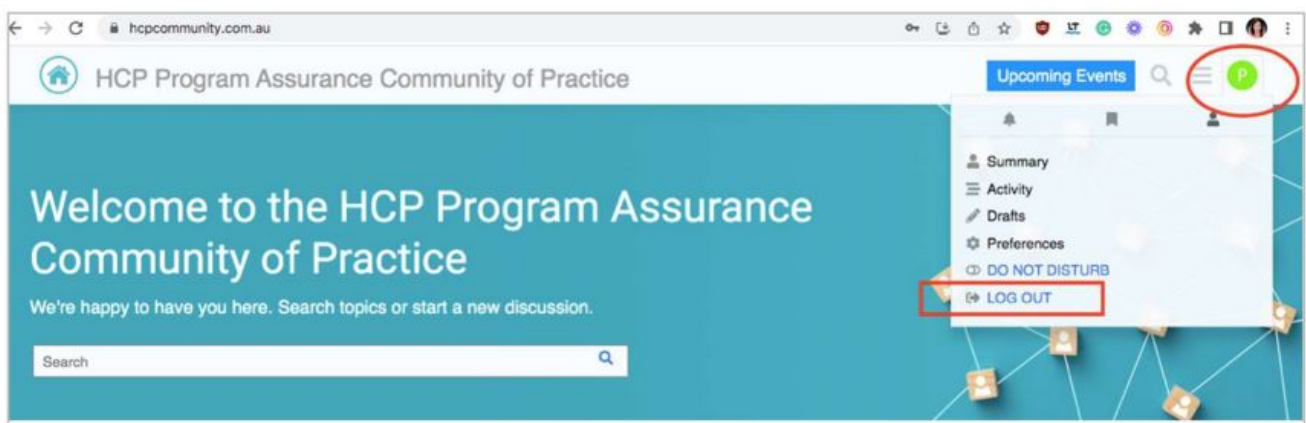 hcpcommunity.com.au
HCP Program Assurance Community of Practice
Upcoming Events
P
Summary
Activity
Drafts
Preferences
DO NOT DISTURB
LOG OUT
Welcome to the HCP Program Assurance
Community of Practice
We're happy to have you here. Search topics or start a new discussion.
Search